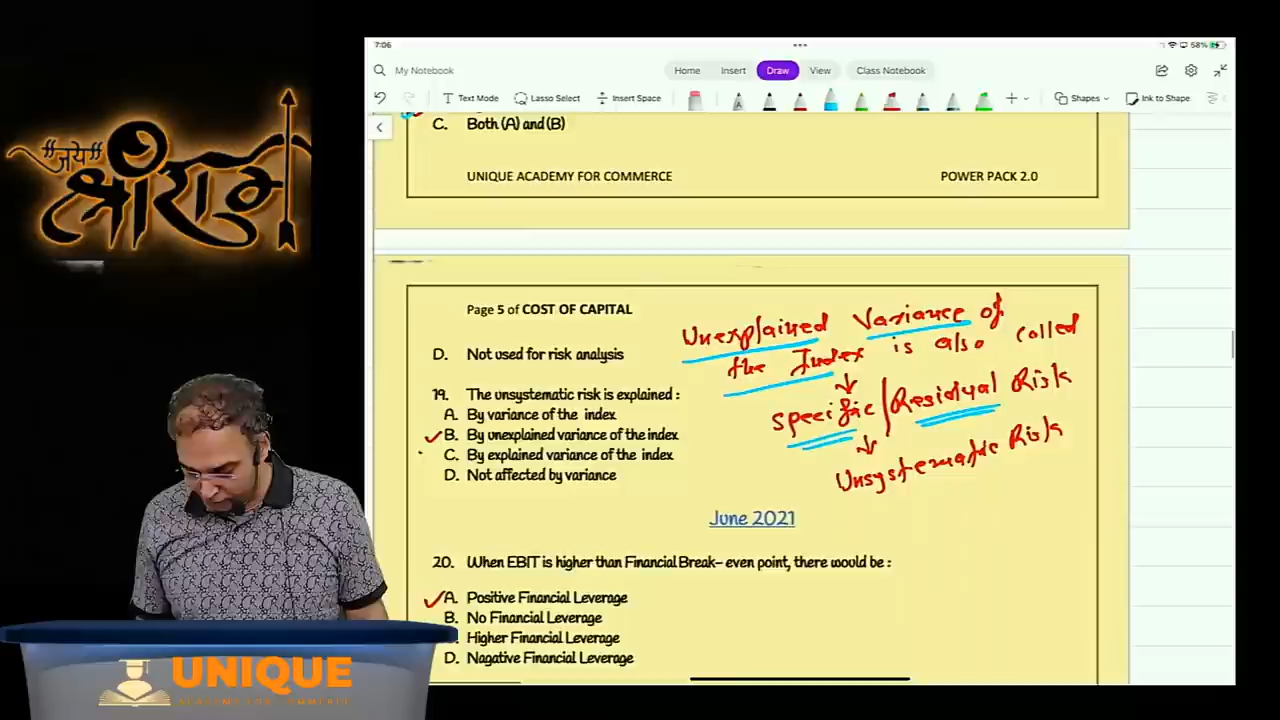 7:06
58%
My Notebook
Home Insert Draw View Class Notebook
Text Mode Lasso Select Insert Space Shapes Ink to Shape
C. Both (A) and (B)
UNIQUE ACADEMY FOR COMMERCE POWER PACK 2.0
"जय"
श्रीराम
Page 5 of COST OF CAPITAL
D. Not used for risk analysis
19. The unsystematic risk is explained :
A. By variance of the index
B. By unexplained variance of the index
C. By explained variance of the index
D. Not affected by variance
Unexplained Variance of
the Index is also called
Specific/Residual Risk
Unsystematic Risk
June 2021
20. When EBIT is higher than Financial Break- even point, there would be :
A. Positive Financial Leverage
B. No Financial Leverage
Higher Financial Leverage
D. Nagative Financial Leverage
UNIQUE
ACADEMY FOR COMMERCE